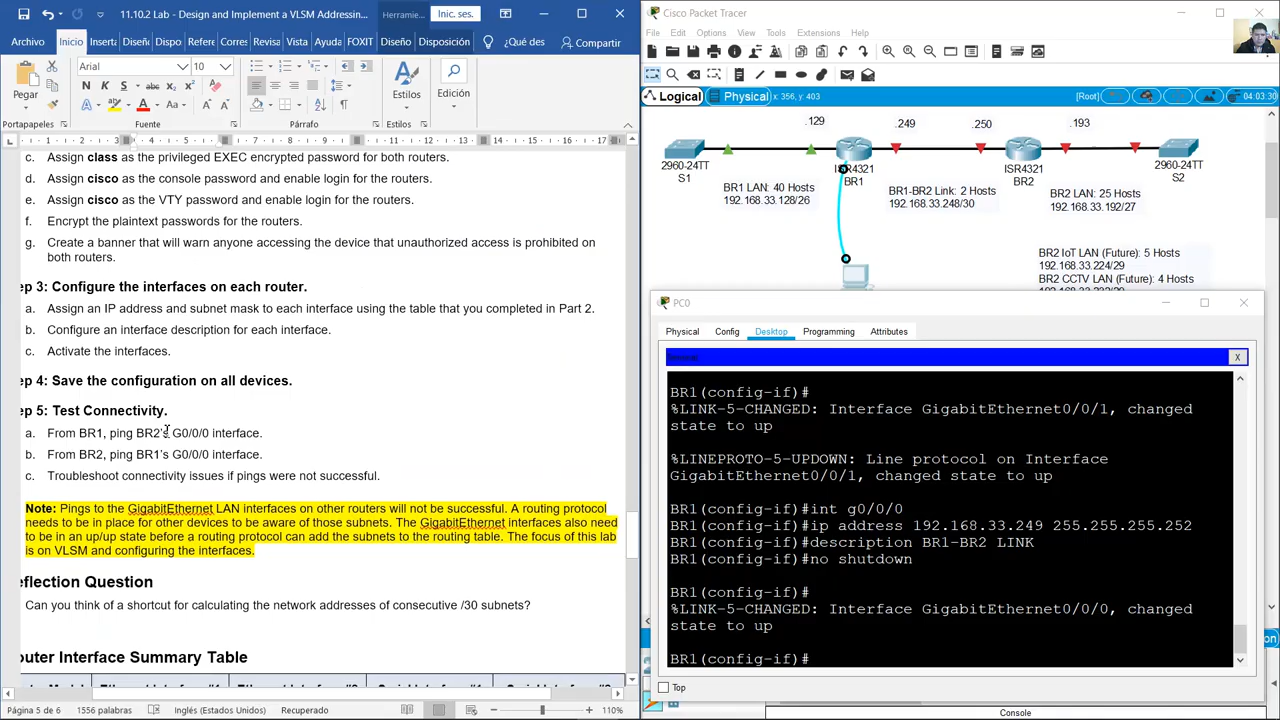 11.10.2 Lab - Design and Implement a VLSM Addressin...
Herramie...
Inic. ses.
Archiv
Inicio
Insert
Dibuj
Diseñ
Dispos
Refere
Corres
Revisa
Vista
FOXIT
Diseño
Disposición
¿Qué des
Compartir
Pegar
Arial
10
Estilos
Edición
Portapapeles
Fuente
Párrafo
Estilos
Assign class as the privileged EXEC encrypted password for both routers.
d. Assign cisco as the console password and enable login for the routers.
e. Assign cisco as the VTY password and enable login for the routers.
f. Encrypt the plaintext passwords for the routers.
g. Create a banner that will warn anyone accessing the device that unauthorized access is prohibited on
both routers.
ep 3: Configure the interfaces on each router.
a. Assign an IP address and subnet mask to each interface using the table that you completed in Part 2.
b. Configure an interface description for each interface.
c. Activate the interfaces.
ep 4: Save the configuration on all devices.
ep 5: Test Connectivity.
a. From BR1, ping BR2's G0/0/0 interface.
b. From BR2, ping BR1's G0/0/0 interface.
c. Troubleshoot connectivity issues if pings were not successful.
Note: Pings to the GigabitEthernet LAN interfaces on other routers will not be successful. A routing protocol
needs to be in place for other devices to be aware of those subnets. The GigabitEthernet interfaces also need
to be in an up/up state before a routing protocol can add the subnets to the routing table. The focus of this lab
is on VLSM and configuring the interfaces.
eflection Question
Can you think of a shortcut for calculating the network addresses of consecutive /30 subnets?
outer Interface Summary Table
Página 5 de 6
1556 palabras
Inglés (Estados Unidos)
Recuperado
110%
Cisco Packet Tracer
File Edit Options View Tools Extensions Help
Logical
Physical
x: 356, y: 403
[Root]
04:03:30
.129
.249
.250
.193
2960-24TT
S1
ISR4321
BR1
ISR4321
BR2
2960-24TT
S2
BR1 LAN: 40 Hosts
192.168.33.128/26
BR1-BR2 Link: 2 Hosts
192.168.33.248/30
BR2 LAN: 25 Hosts
192.168.33.192/27
BR2 IoT LAN (Future): 5 Hosts
192.168.33.224/29
BR2 CCTV LAN (Future): 4 Hosts
192.168.33.232/29
PC0
Physical Config Desktop Programming Attributes
Terminal
X
BR1(config-if)#
%LINK-5-CHANGED: Interface GigabitEthernet0/0/1, changed
state to up
%LINEPROTO-5-UPDOWN: Line protocol on Interface
GigabitEthernet0/0/1, changed state to up
BR1(config-if)#int g0/0/0
BR1(config-if)#ip address 192.168.33.249 255.255.255.252
BR1(config-if)#description BR1-BR2 LINK
BR1(config-if)#no shutdown
BR1(config-if)#
%LINK-5-CHANGED: Interface GigabitEthernet0/0/0, changed
state to up
BR1(config-if)#
Top
Console